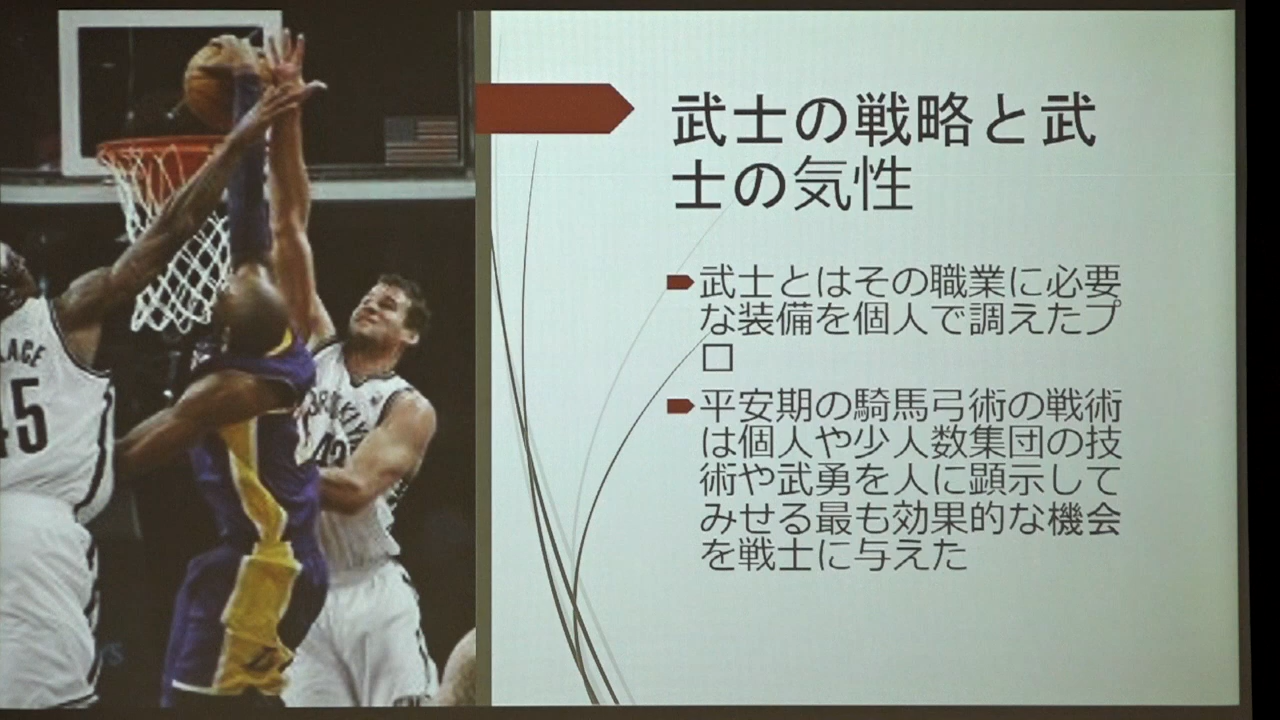 武士の戦略と武
士の気性
武士とはその職業に必要
な装備を個人で調えたプ
ロ
平安期の騎馬弓術の戦術
は個人や少人数集団の技
術や武勇を人に顕示して
みせる最も効果的な機会
を戦士に与えた
45